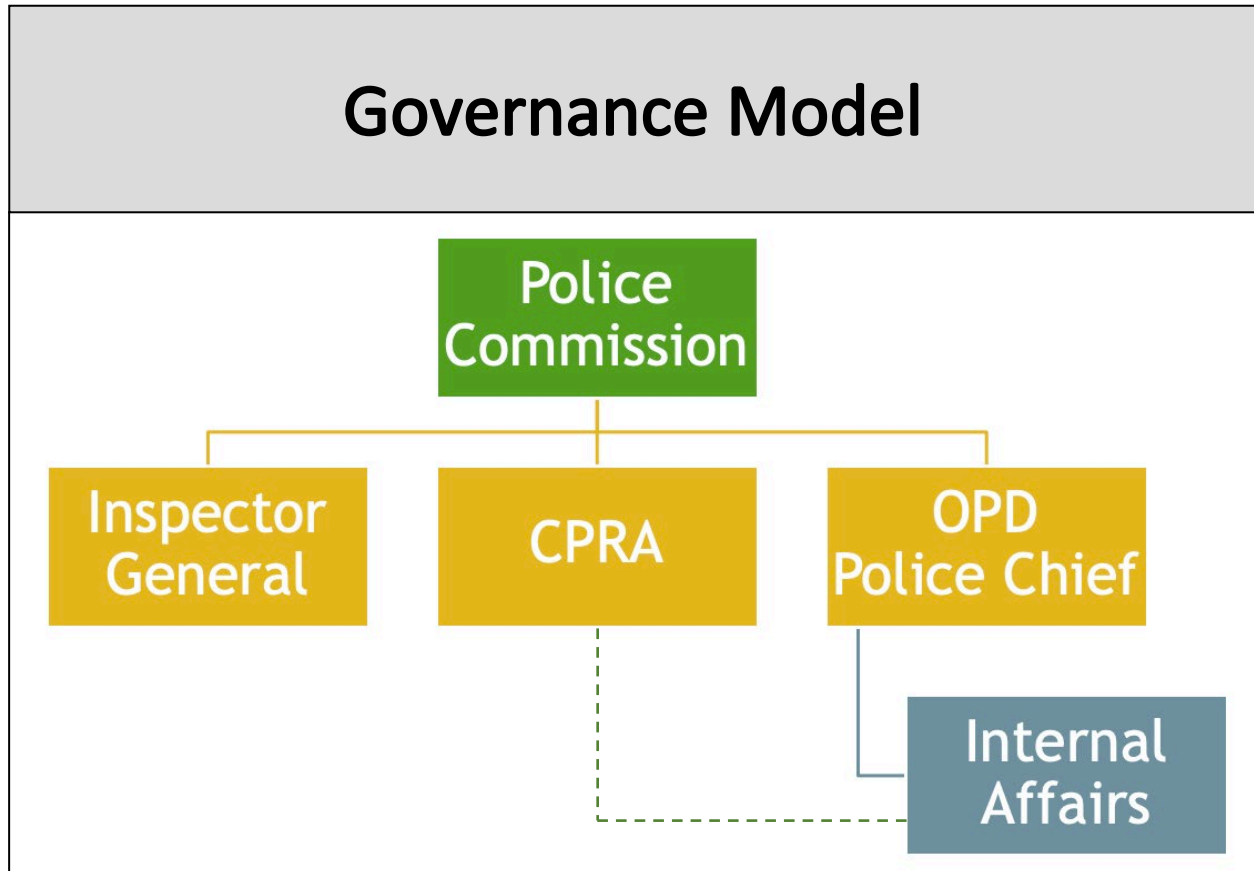 Governance Model
Police
Commission
Inspector
General
CPRA
OPD
Police Chief
Internal
Affairs